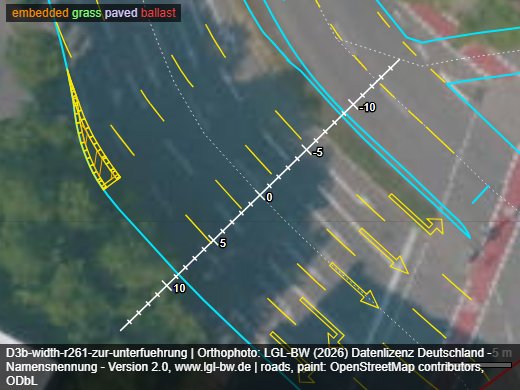 embedded grass paved ballast
-10
-5
0
5
10
5 m
D3b-width-r261-zur-unterfuehrung | Orthophoto: LGL-BW (2026) Datenlizenz Deutschland -
Namensnennung - Version 2.0, www.lgl-bw.de | roads, paint: OpenStreetMap contributors,
ODbL